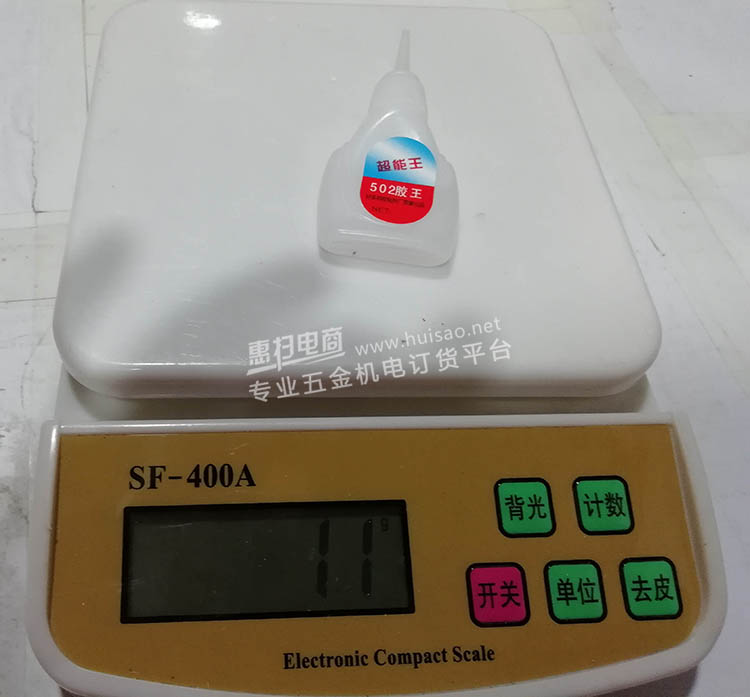 超能王
502胶王
NET:
惠扫电商 www.huisao.net
专业五金机电订货平台
SF-400A
11 g
背光 计数
开关 单位 去皮
Electronic Compact Scale